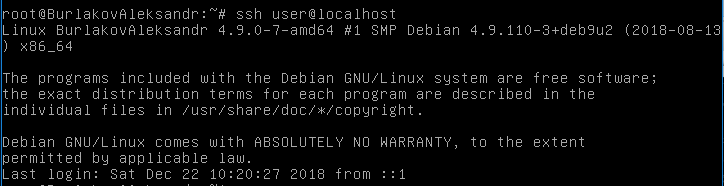 root@BurlakovAleksandr:~# ssh user@localhost
Linux BurlakovAleksandr 4.9.0-7-amd64 #1 SMP Debian 4.9.110-3+deb9u2 (2018-08-13
) x86_64
The programs included with the Debian GNU/Linux system are free software;
the exact distribution terms for each program are described in the
individual files in /usr/share/doc/*/copyright.
Debian GNU/Linux comes with ABSOLUTELY NO WARRANTY, to the extent
permitted by applicable law.
Last login: Sat Dec 22 10:20:27 2018 from ::1